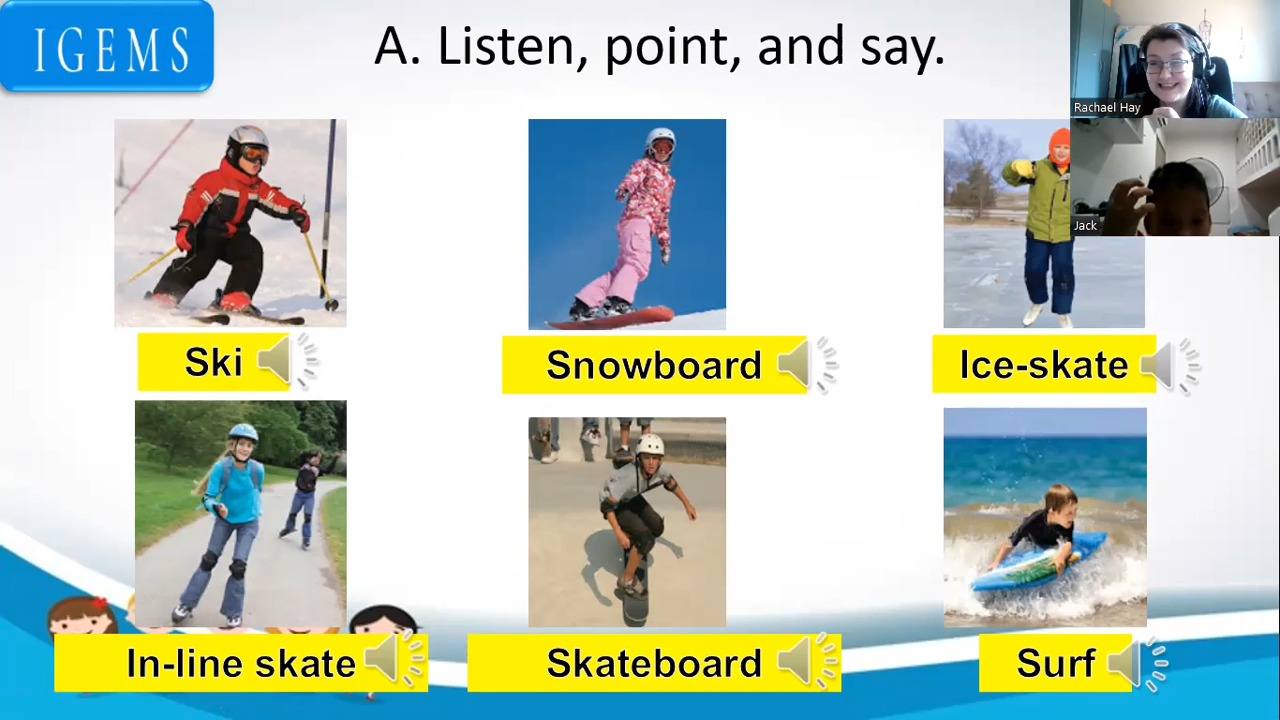 IGEMS
A. Listen, point, and say.
Rachael Hay
Jack
Ski
Snowboard
Ice-skate
In-line skate
Skateboard
Surf